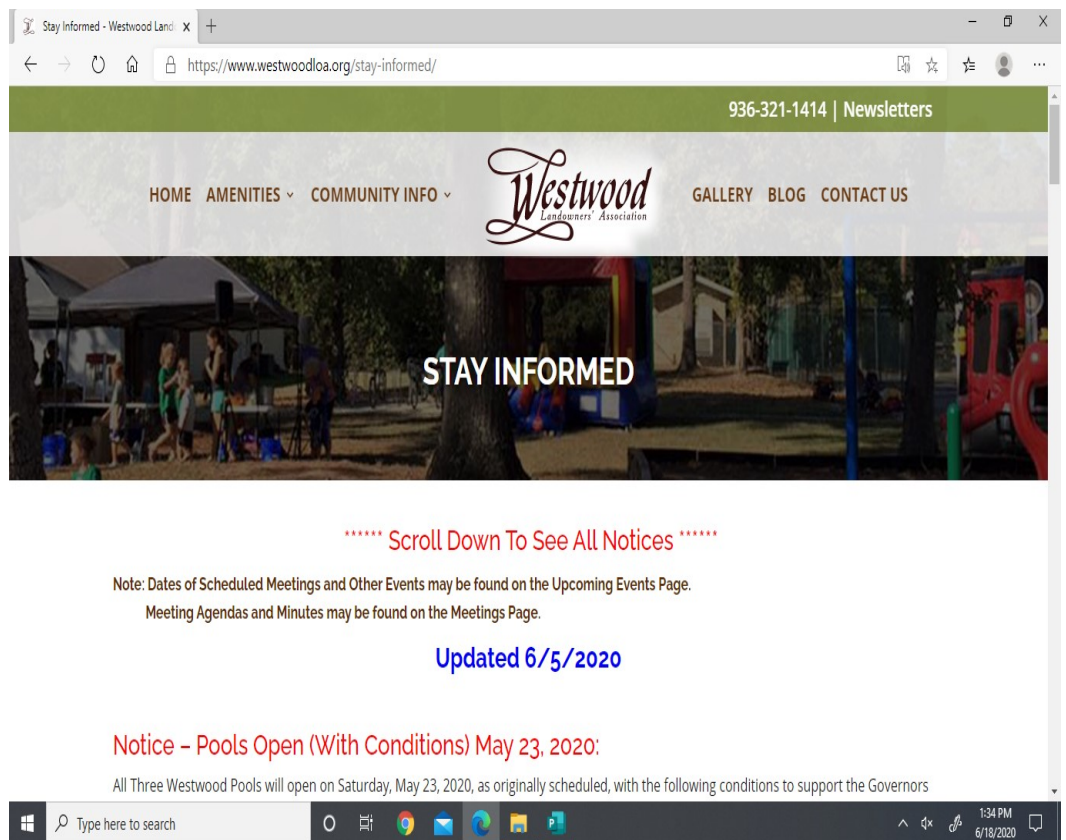 Stay Informed - Westwood Land
https://www.westwoodloa.org/stay-informed/
936-321-1414 | Newsletters
HOME AMENITIES COMMUNITY INFO
Westwood
Landowners' Association
GALLERY BLOG CONTACT US
STAY INFORMED
****** Scroll Down To See All Notices ******
Note: Dates of Scheduled Meetings and Other Events may be found on the Upcoming Events Page.
Meeting Agendas and Minutes may be found on the Meetings Page.
Updated 6/5/2020
Notice – Pools Open (With Conditions) May 23, 2020:
All Three Westwood Pools will open on Saturday, May 23, 2020, as originally scheduled, with the following conditions to support the Governors
Type here to search
1:34 PM
6/18/2020